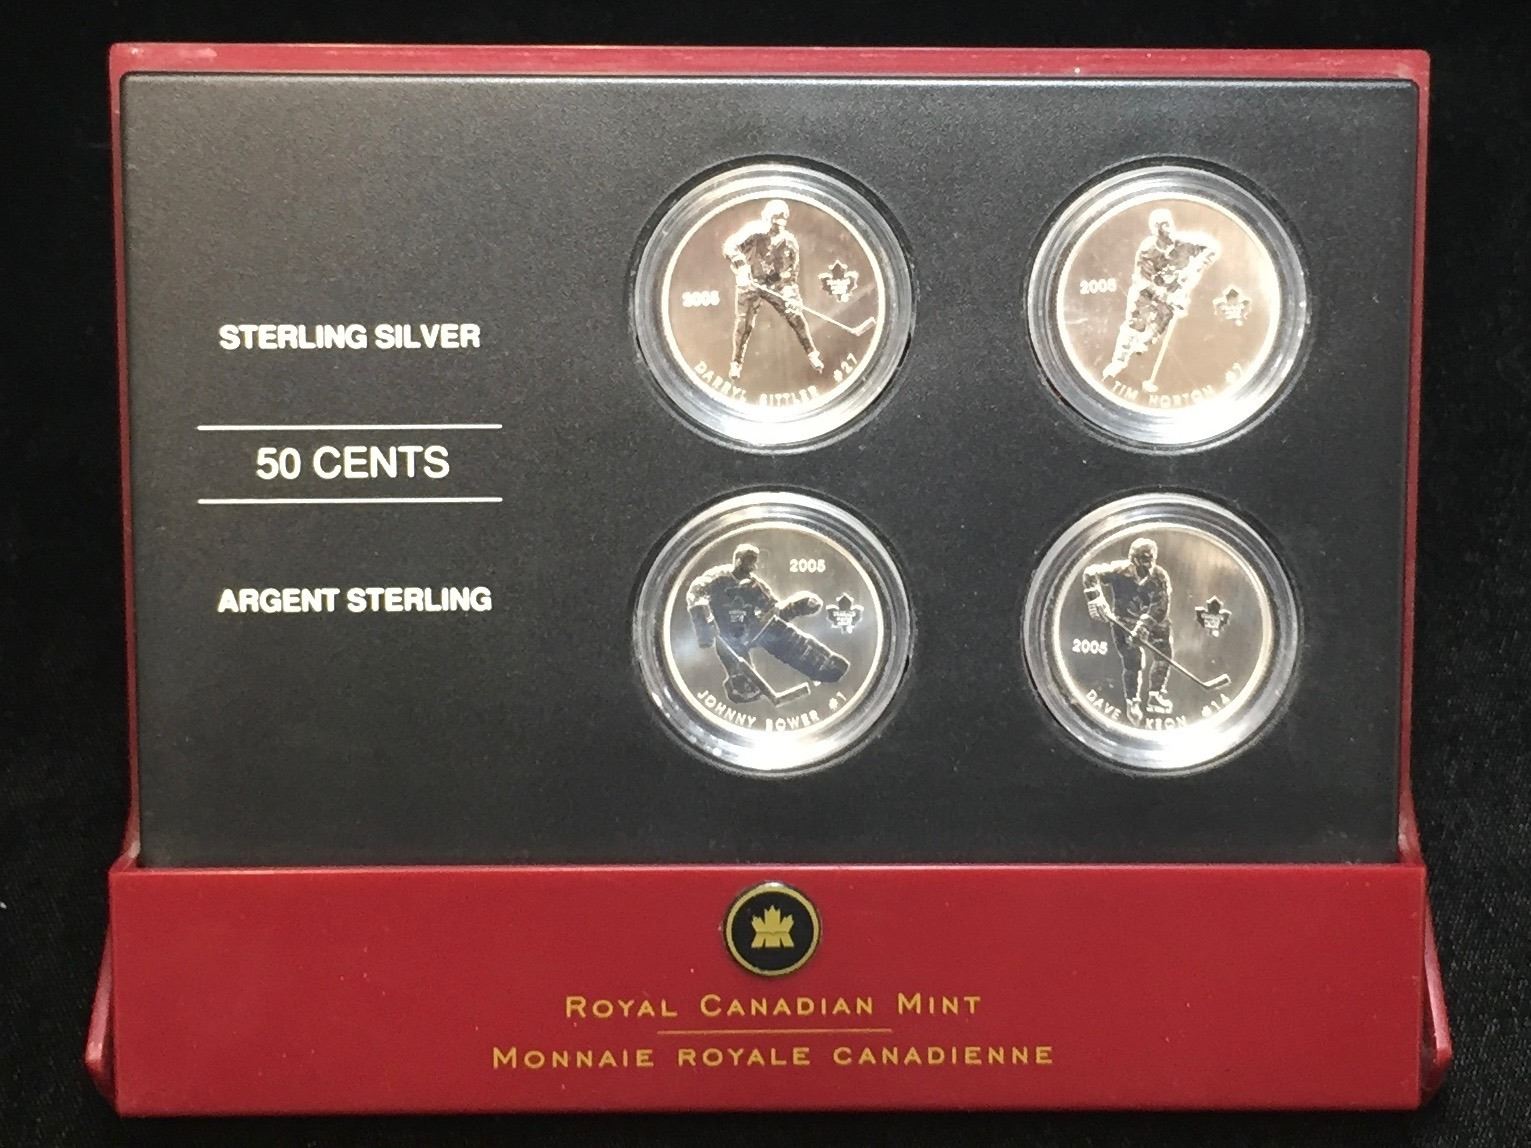 STERLING SILVER
50 CENTS
ARGENT STERLING
2005
DARRYL SITTLER #27
2005
TIM HORTON #7
2005
JOHNNY BOWER #1
2005
DAVE KEON #14
ROYAL CANADIAN MINT
MONNAIE ROYALE CANADIENNE